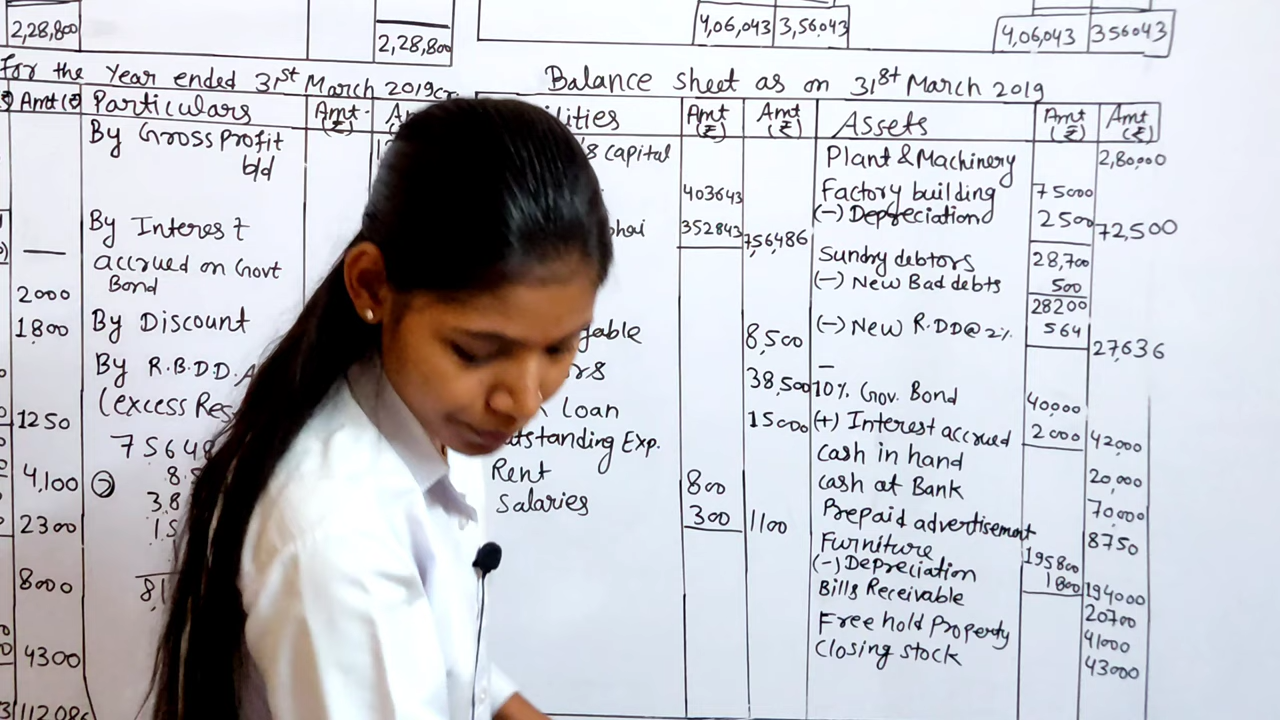 2,28,800
2,28,800
4,06,043 3,56,043
4,06,043 356043
For the Year ended 31st March 2019 cr.
Amt (₹) Particulars Amt (₹)
By Gross Profit b/d
By Interest
accrued on Govt
Bond
2000
1800 By Discount
By R.B.D.D.
(excess Res
1250
4,100
2300
8000
4300
Balance sheet as on 31st March 2019
Amt (₹) Amt (₹) Assets Amt (₹) Amt (₹)
's capital Plant & Machinery 2,80,000
403643 Factory building 75000
352843 756,486 (-) Depreciation 2500 72,500
Sundry debtors 28,700
(-) New Bad debts 500
28200
8,500 (-) New R.D.D @ 2% 564 27,636
38,500 10% Gov. Bond 40,000
Loan 15000 (+) Interest accrued 2000 42,000
Outstanding Exp. Cash in hand 20,000
Rent 800 Cash at Bank 70,000
Salaries 300 1100 Prepaid advertisement 8750
Furniture 195800
(-) Depreciation 1800 194000
Bills Receivable 20700
Free hold Property 41000
Closing stock 43000